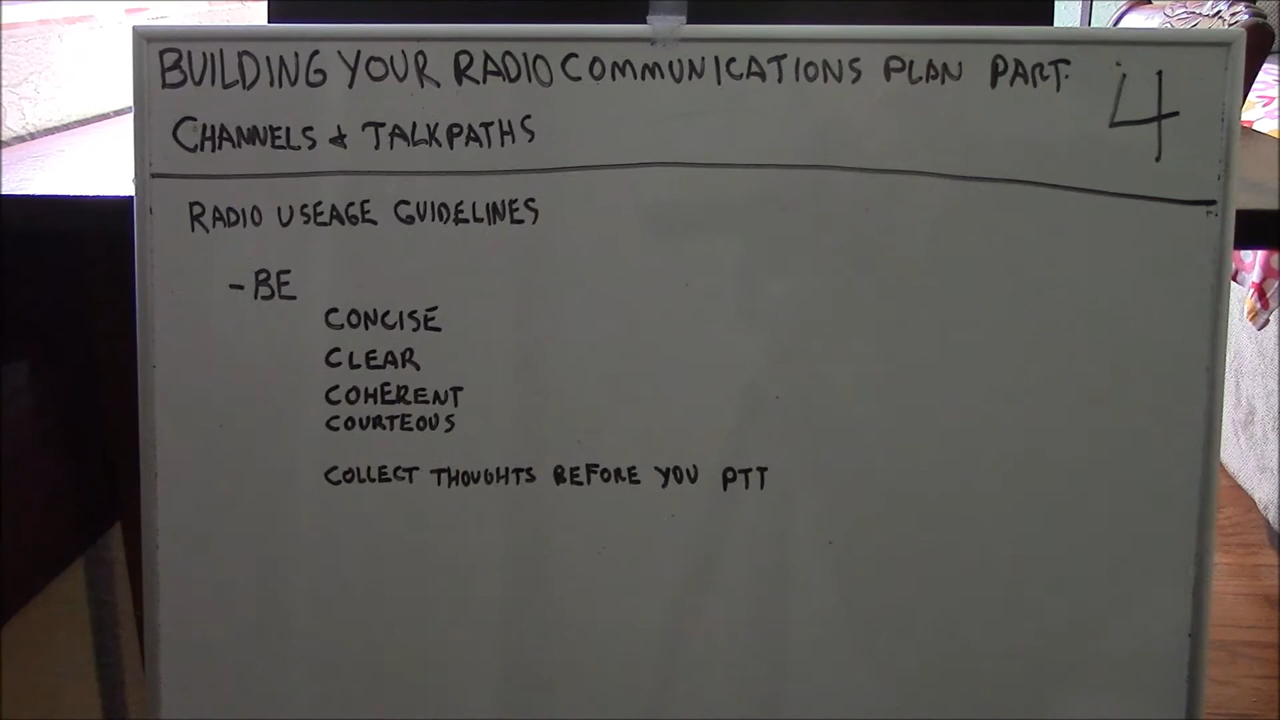 BUILDING YOUR RADIO COMMUNICATIONS PLAN PART 4
CHANNELS & TALKPATHS
RADIO USEAGE GUIDELINES
- BE
CONCISE
CLEAR
COHERENT
COURTEOUS
COLLECT THOUGHTS BEFORE YOU PTT